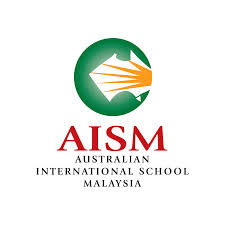 AISM
AUSTRALIAN
INTERNATIONAL SCHOOL
MALAYSIA